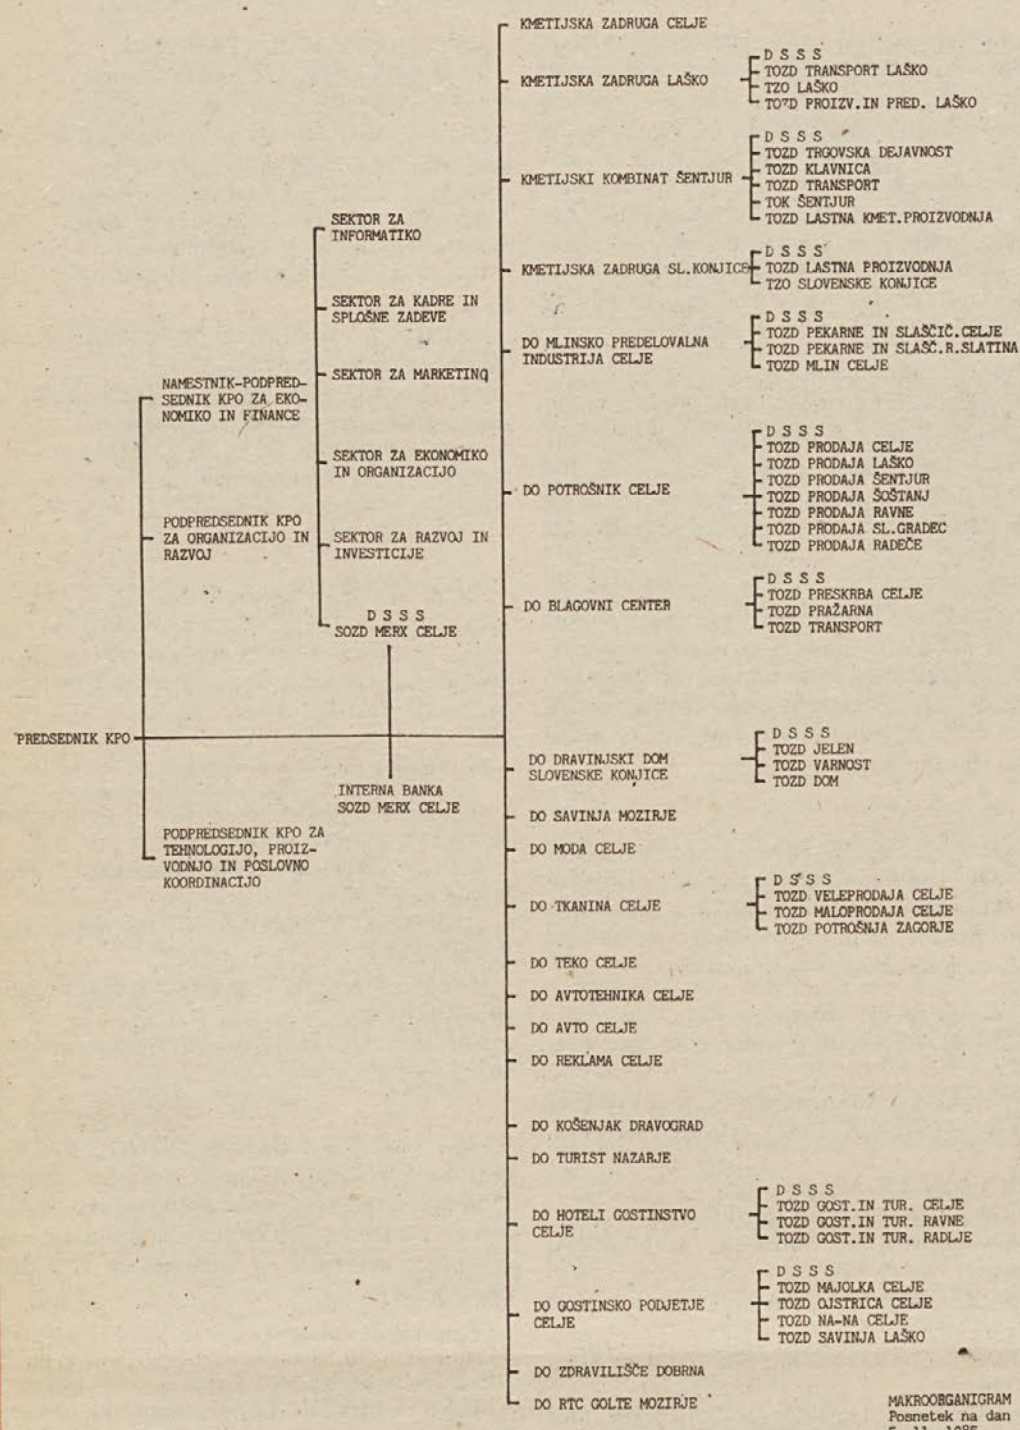 PREDSEDNIK KPO
NAMESTNIK-PODPRED-
SEDNIK KPO ZA EKO-
NOMIKO IN FINANCE
PODPREDSEDNIK KPO
ZA ORGANIZACIJO IN
RAZVOJ
PODPREDSEDNIK KPO ZA
TEHNOLOGIJO, PROIZ-
VODNJO IN POSLOVNO
KOORDINACIJO
SEKTOR ZA
INFORMATIKO
SEKTOR ZA KADRE IN
SPLOŠNE ZADEVE
SEKTOR ZA MARKETING
SEKTOR ZA EKONOMIKO
IN ORGANIZACIJO
SEKTOR ZA RAZVOJ IN
INVESTICIJE
D S S S
SOZD MERX CELJE
INTERNA BANKA
SOZD MERX CELJE
KMETIJSKA ZADRUGA CELJE
KMETIJSKA ZADRUGA LAŠKO
D S S S
TOZD TRANSPORT LAŠKO
TZO LAŠKO
TOZD PROIZV.IN PRED. LAŠKO
KMETIJSKI KOMBINAT ŠENTJUR
D S S S
TOZD TRGOVSKA DEJAVNOST
TOZD KLAVNICA
TOZD TRANSPORT
TOK ŠENTJUR
TOZD LASTNA KMET.PROIZVODNJA
KMETIJSKA ZADRUGA SL.KONJICE
D S S S
TOZD LASTNA PROIZVODNJA
TZO SLOVENSKE KONJICE
DO MLINSKO PREDELOVALNA
INDUSTRIJA CELJE
D S S S
TOZD PEKARNE IN SLAŠČIČ.CELJE
TOZD PEKARNE IN SLAŠČ.R.SLATINA
TOZD MLIN CELJE
DO POTROŠNIK CELJE
D S S S
TOZD PRODAJA CELJE
TOZD PRODAJA LAŠKO
TOZD PRODAJA ŠENTJUR
TOZD PRODAJA ŠOŠTANJ
TOZD PRODAJA RAVNE
TOZD PRODAJA SL.GRADEC
TOZD PRODAJA RADEČE
DO BLAGOVNI CENTER
D S S S
TOZD PRESKRBA CELJE
TOZD PRAŽARNA
TOZD TRANSPORT
DO DRAVINJSKI DOM
SLOVENSKE KONJICE
D S S S
TOZD JELEN
TOZD VARNOST
TOZD DOM
DO SAVINJA MOZIRJE
DO MODA CELJE
DO TKANINA CELJE
D S S S
TOZD VELEPRODAJA CELJE
TOZD MALOPRODAJA CELJE
TOZD POTROŠNJA ZAGORJE
DO TEKO CELJE
DO AVTOTEHNIKA CELJE
DO AVTO CELJE
DO REKLAMA CELJE
DO KOŠENJAK DRAVOGRAD
DO TURIST NAZARJE
DO HOTELI GOSTINSTVO
CELJE
D S S S
TOZD GOST.IN TUR. CELJE
TOZD GOST.IN TUR. RAVNE
TOZD GOST.IN TUR. RADLJE
DO GOSTINSKO PODJETJE
CELJE
D S S S
TOZD MAJOLKA CELJE
TOZD OJSTRICA CELJE
TOZD NA-NA CELJE
TOZD SAVINJA LAŠKO
DO ZDRAVILIŠČE DOBRNA
DO RTC GOLTE MOZIRJE
MAKROORGANIGRAM
Posnetek na dan